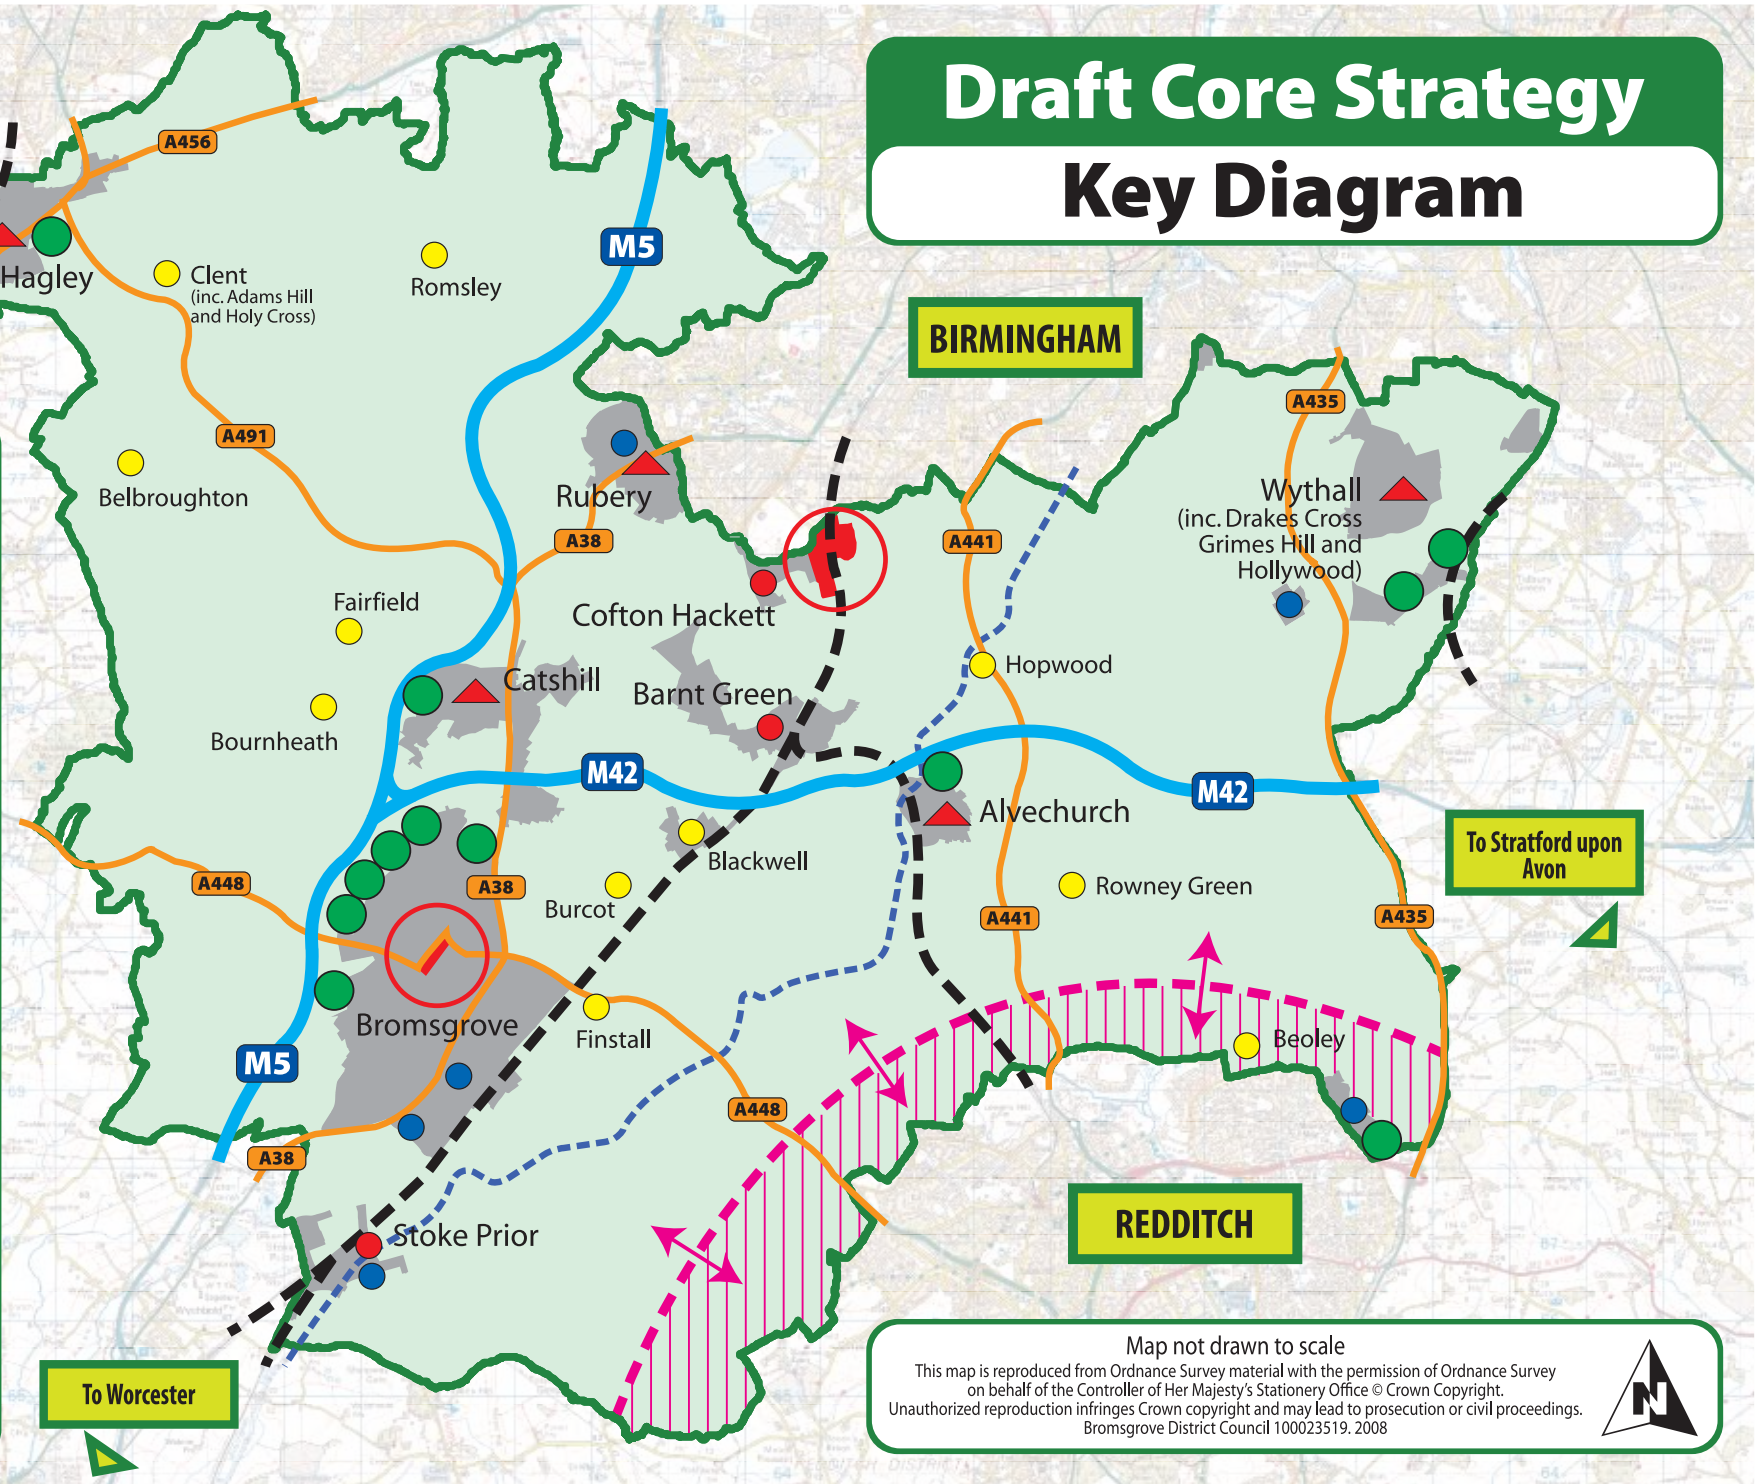 Draft Core Strategy
Key Diagram
A456
M5
Hagley
Clent
(inc. Adams Hill
and Holy Cross)
Romsley
BIRMINGHAM
A435
A491
Belbroughton
Rubery
A38
A441
Wythall
(inc. Drakes Cross
Grimes Hill and
Hollywood)
Fairfield
Cofton Hackett
Hopwood
Catshill
Barnt Green
Bournheath
M42
M42
Alvechurch
Blackwell
To Stratford upon
Avon
A448
A38
Burcot
Rowney Green
A441
A435
Bromsgrove
Finstall
Beoley
M5
A448
A38
Stoke Prior
REDDITCH
To Worcester
Map not drawn to scale
This map is reproduced from Ordnance Survey material with the permission of Ordnance Survey
on behalf of the Controller of Her Majesty's Stationery Office © Crown Copyright.
Unauthorized reproduction infringes Crown copyright and may lead to prosecution or civil proceedings.
Bromsgrove District Council 100023519. 2008
N